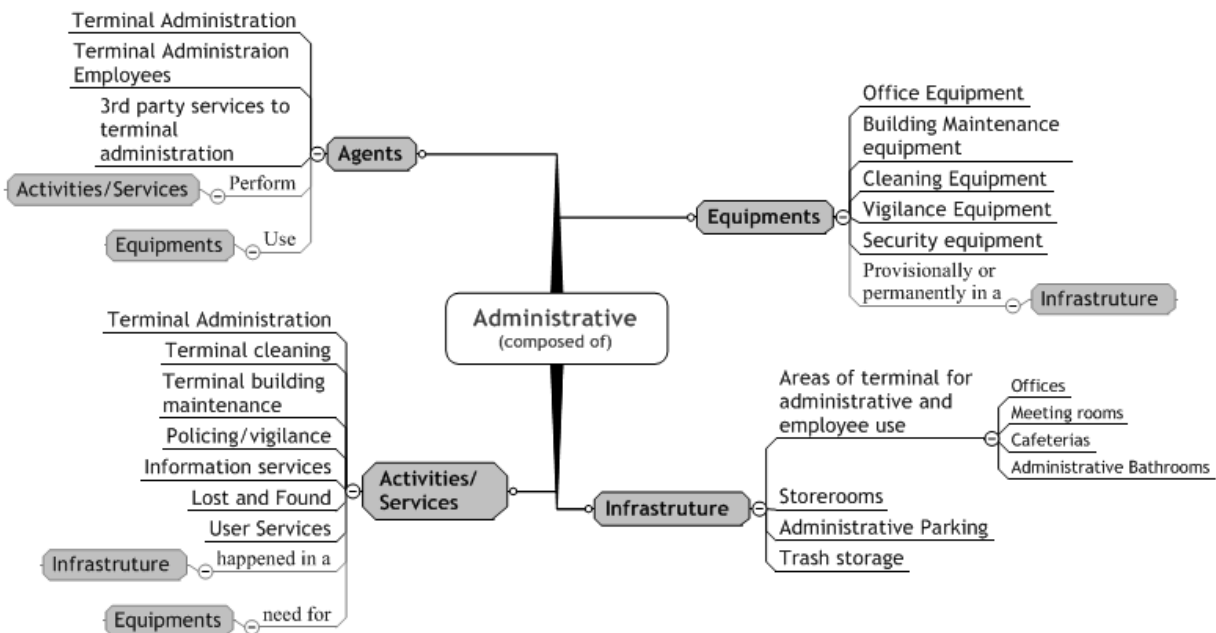 Terminal Administration
Terminal Administraion
Employees
3rd party services to
terminal
administration
Agents
Activities/Services
Perform
Equipments
Use
Office Equipment
Building Maintenance
equipment
Cleaning Equipment
Equipments
Vigilance Equipment
Security equipment
Provisionally or
permanently in a
Infrastruture
Administrative
(composed of)
Terminal Administration
Terminal cleaning
Terminal building
maintenance
Policing/vigilance
Information services
Activities/
Services
Lost and Found
User Services
Infrastruture
happened in a
Equipments
need for
Areas of terminal for
administrative and
employee use
Offices
Meeting rooms
Cafeterias
Administrative Bathrooms
Infrastruture
Storerooms
Administrative Parking
Trash storage